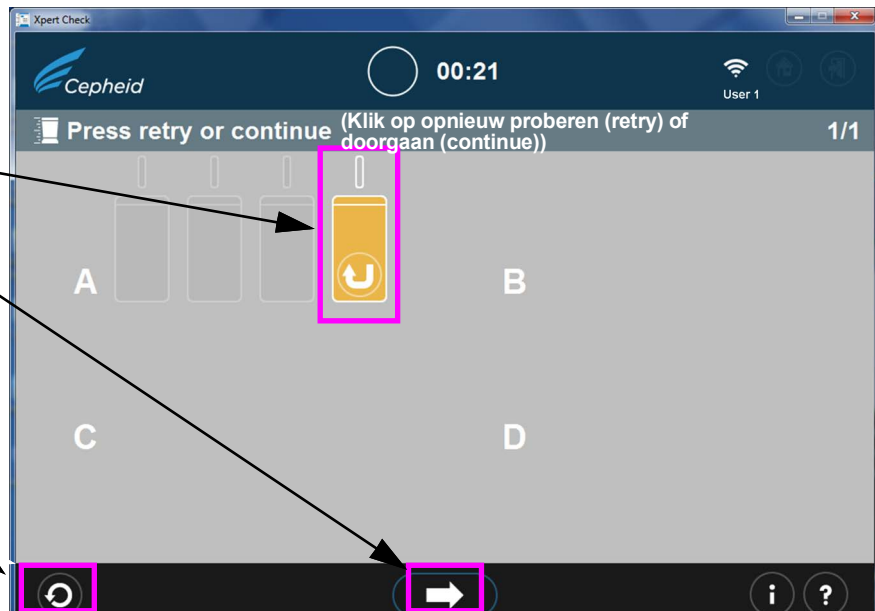 Xpert Check
Cepheid
00:21
User 1
Press retry or continue
(Klik op opnieuw proberen (retry) of
doorgaan (continue))
1/1
A
B
C
D
i
?